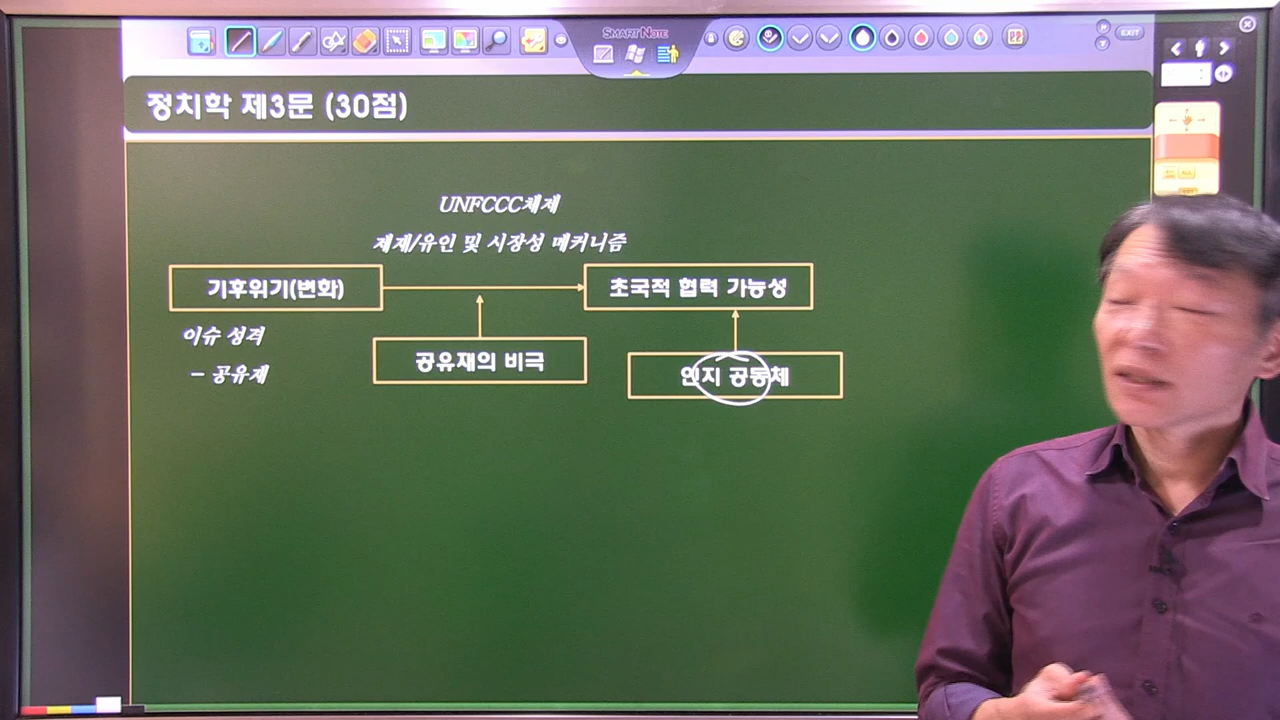 SMART NOTE
EXIT
정치학 제3문 (30점)
UNFCCC체제
제재/유인 및 시장성 매커니즘
기후위기(변화)
초국적 협력 가능성
이슈 성격
공유재의 비극
- 공유재
인지 공동체